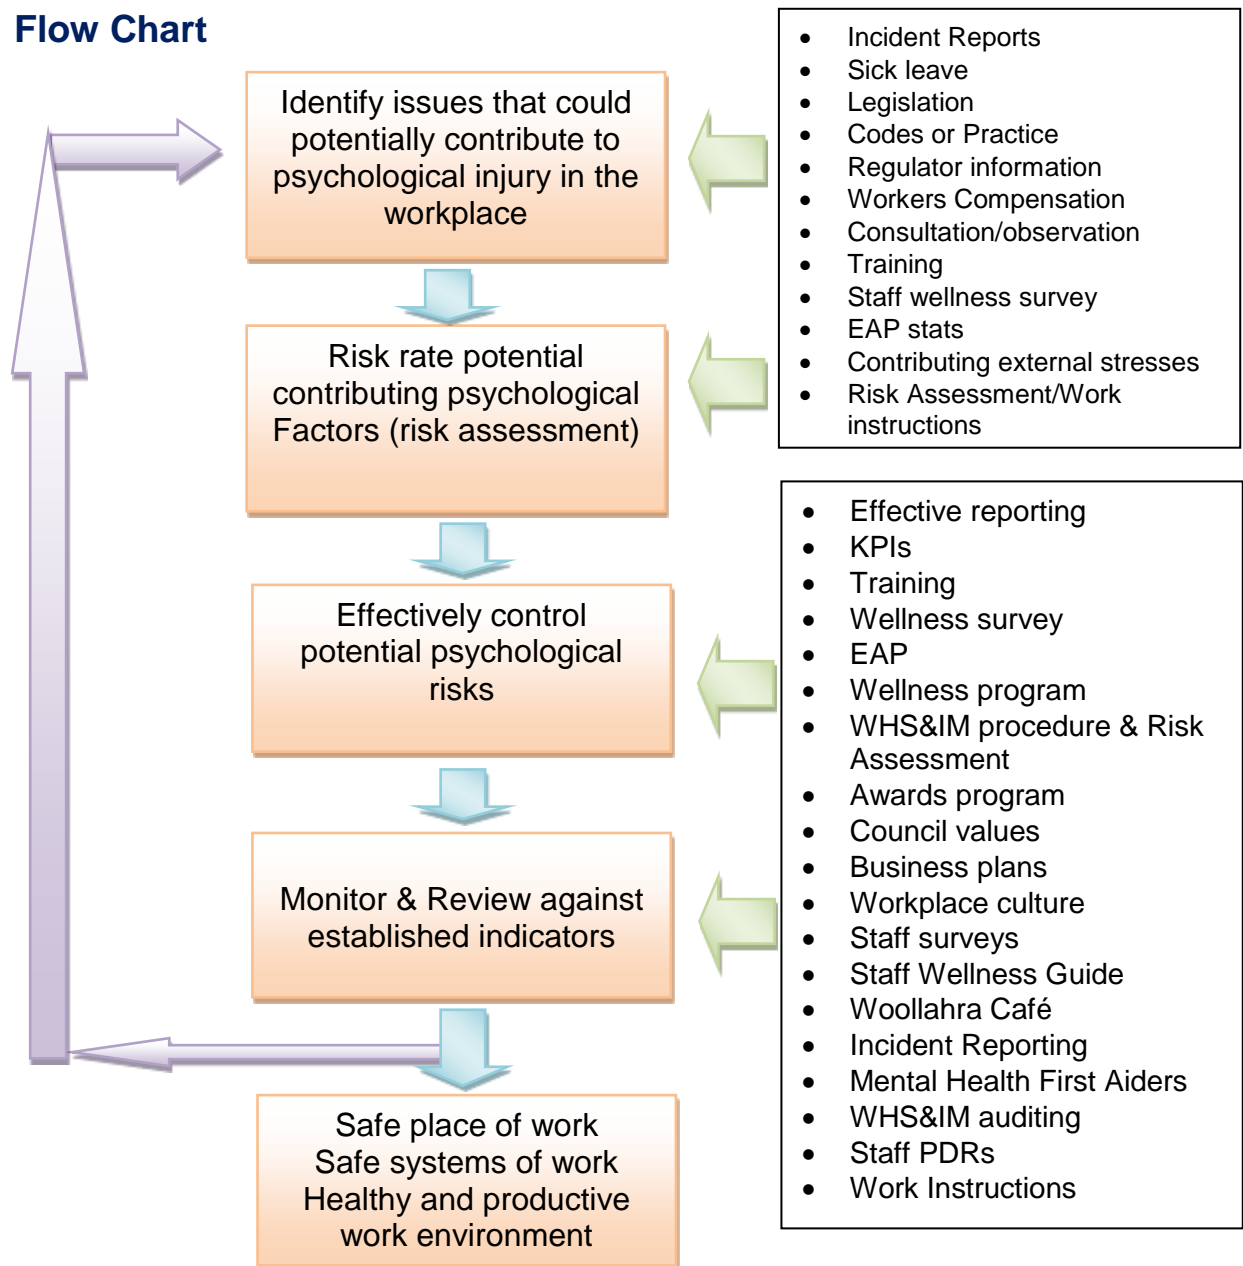 Flow Chart
Identify issues that could
potentially contribute to
psychological injury in the
workplace
Risk rate potential
contributing psychological
Factors (risk assessment)
Effectively control
potential psychological
risks
Monitor & Review against
established indicators
Safe place of work
Safe systems of work
Healthy and productive
work environment
• Incident Reports
• Sick leave
• Legislation
• Codes or Practice
• Regulator information
• Workers Compensation
• Consultation/observation
• Training
• Staff wellness survey
• EAP stats
• Contributing external stresses
• Risk Assessment/Work
instructions
• Effective reporting
• KPIs
• Training
• Wellness survey
• EAP
• Wellness program
• WHS&IM procedure & Risk
Assessment
• Awards program
• Council values
• Business plans
• Workplace culture
• Staff surveys
• Staff Wellness Guide
• Woollahra Café
• Incident Reporting
• Mental Health First Aiders
• WHS&IM auditing
• Staff PDRs
• Work Instructions